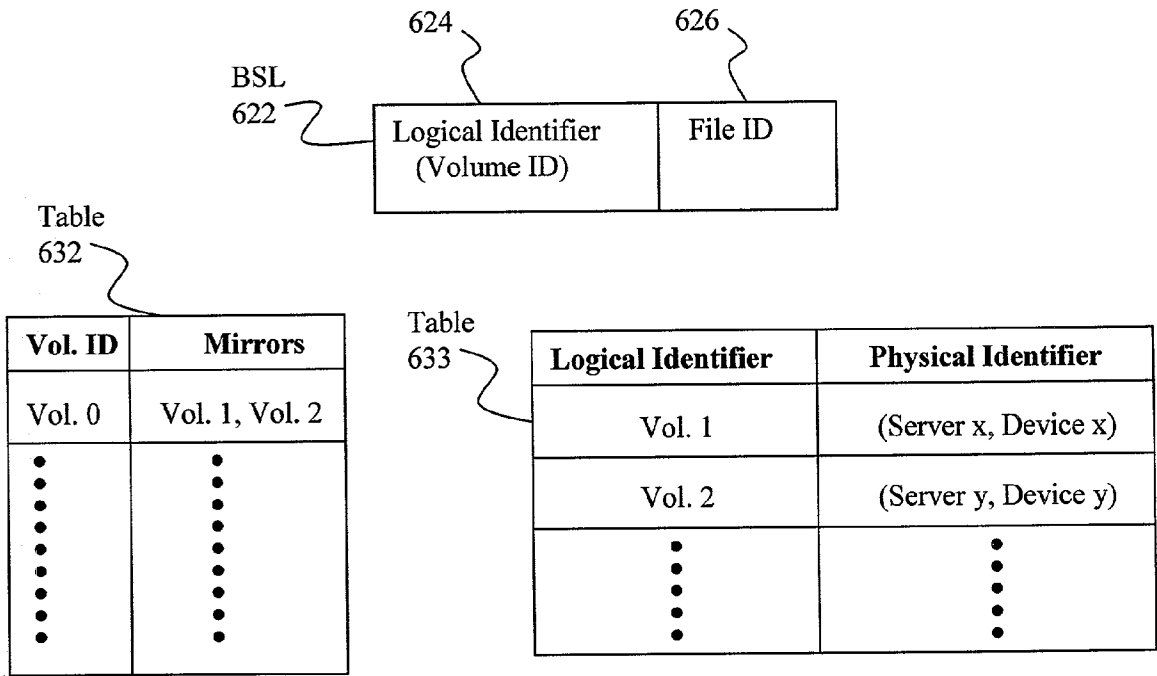 624
626
BSL
622
Logical Identifier
(Volume ID)
File ID
Table
632
Vol. ID Mirrors
Vol. 0 Vol. 1, Vol. 2
Table
633
Logical Identifier Physical Identifier
Vol. 1 (Server x, Device x)
Vol. 2 (Server y, Device y)